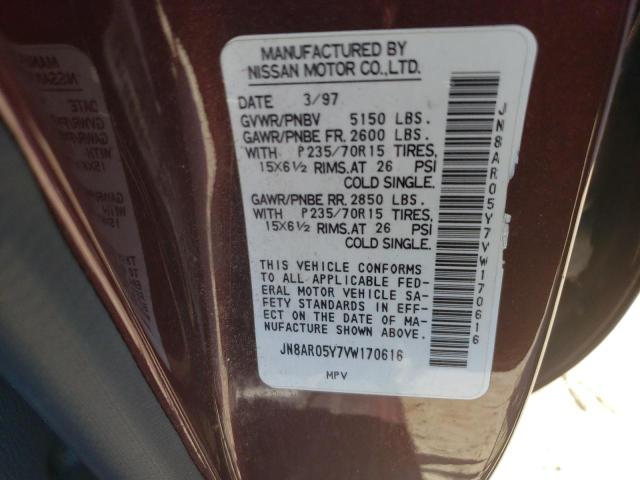 MANUFACTURED BY
NISSAN MOTOR CO., LTD.
DATE 3/97
GVWR/PNBV 5150 LBS.
GAWR/PNBE FR. 2600 LBS.
WITH P235/70R15 TIRES,
15X6½ RIMS. AT 26 PSI
COLD SINGLE.
GAWR/PNBE RR. 2850 LBS.
WITH P235/70R15 TIRES,
15X6½ RIMS. AT 26 PSI
COLD SINGLE.
THIS VEHICLE CONFORMS
TO ALL APPLICABLE FED-
ERAL MOTOR VEHICLE SA-
FETY STANDARDS IN EFF-
ECT ON THE DATE OF MA-
NUFACTURE SHOWN ABOVE.
JN8AR05Y7VW170616
MPV
JN8AR05Y7VW170616